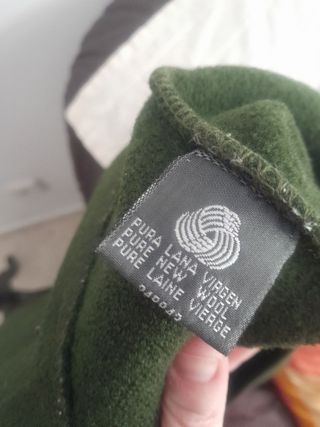 PURA LANA VIRGEN
PURE NEW WOOL
PURE LAINE VIERGE